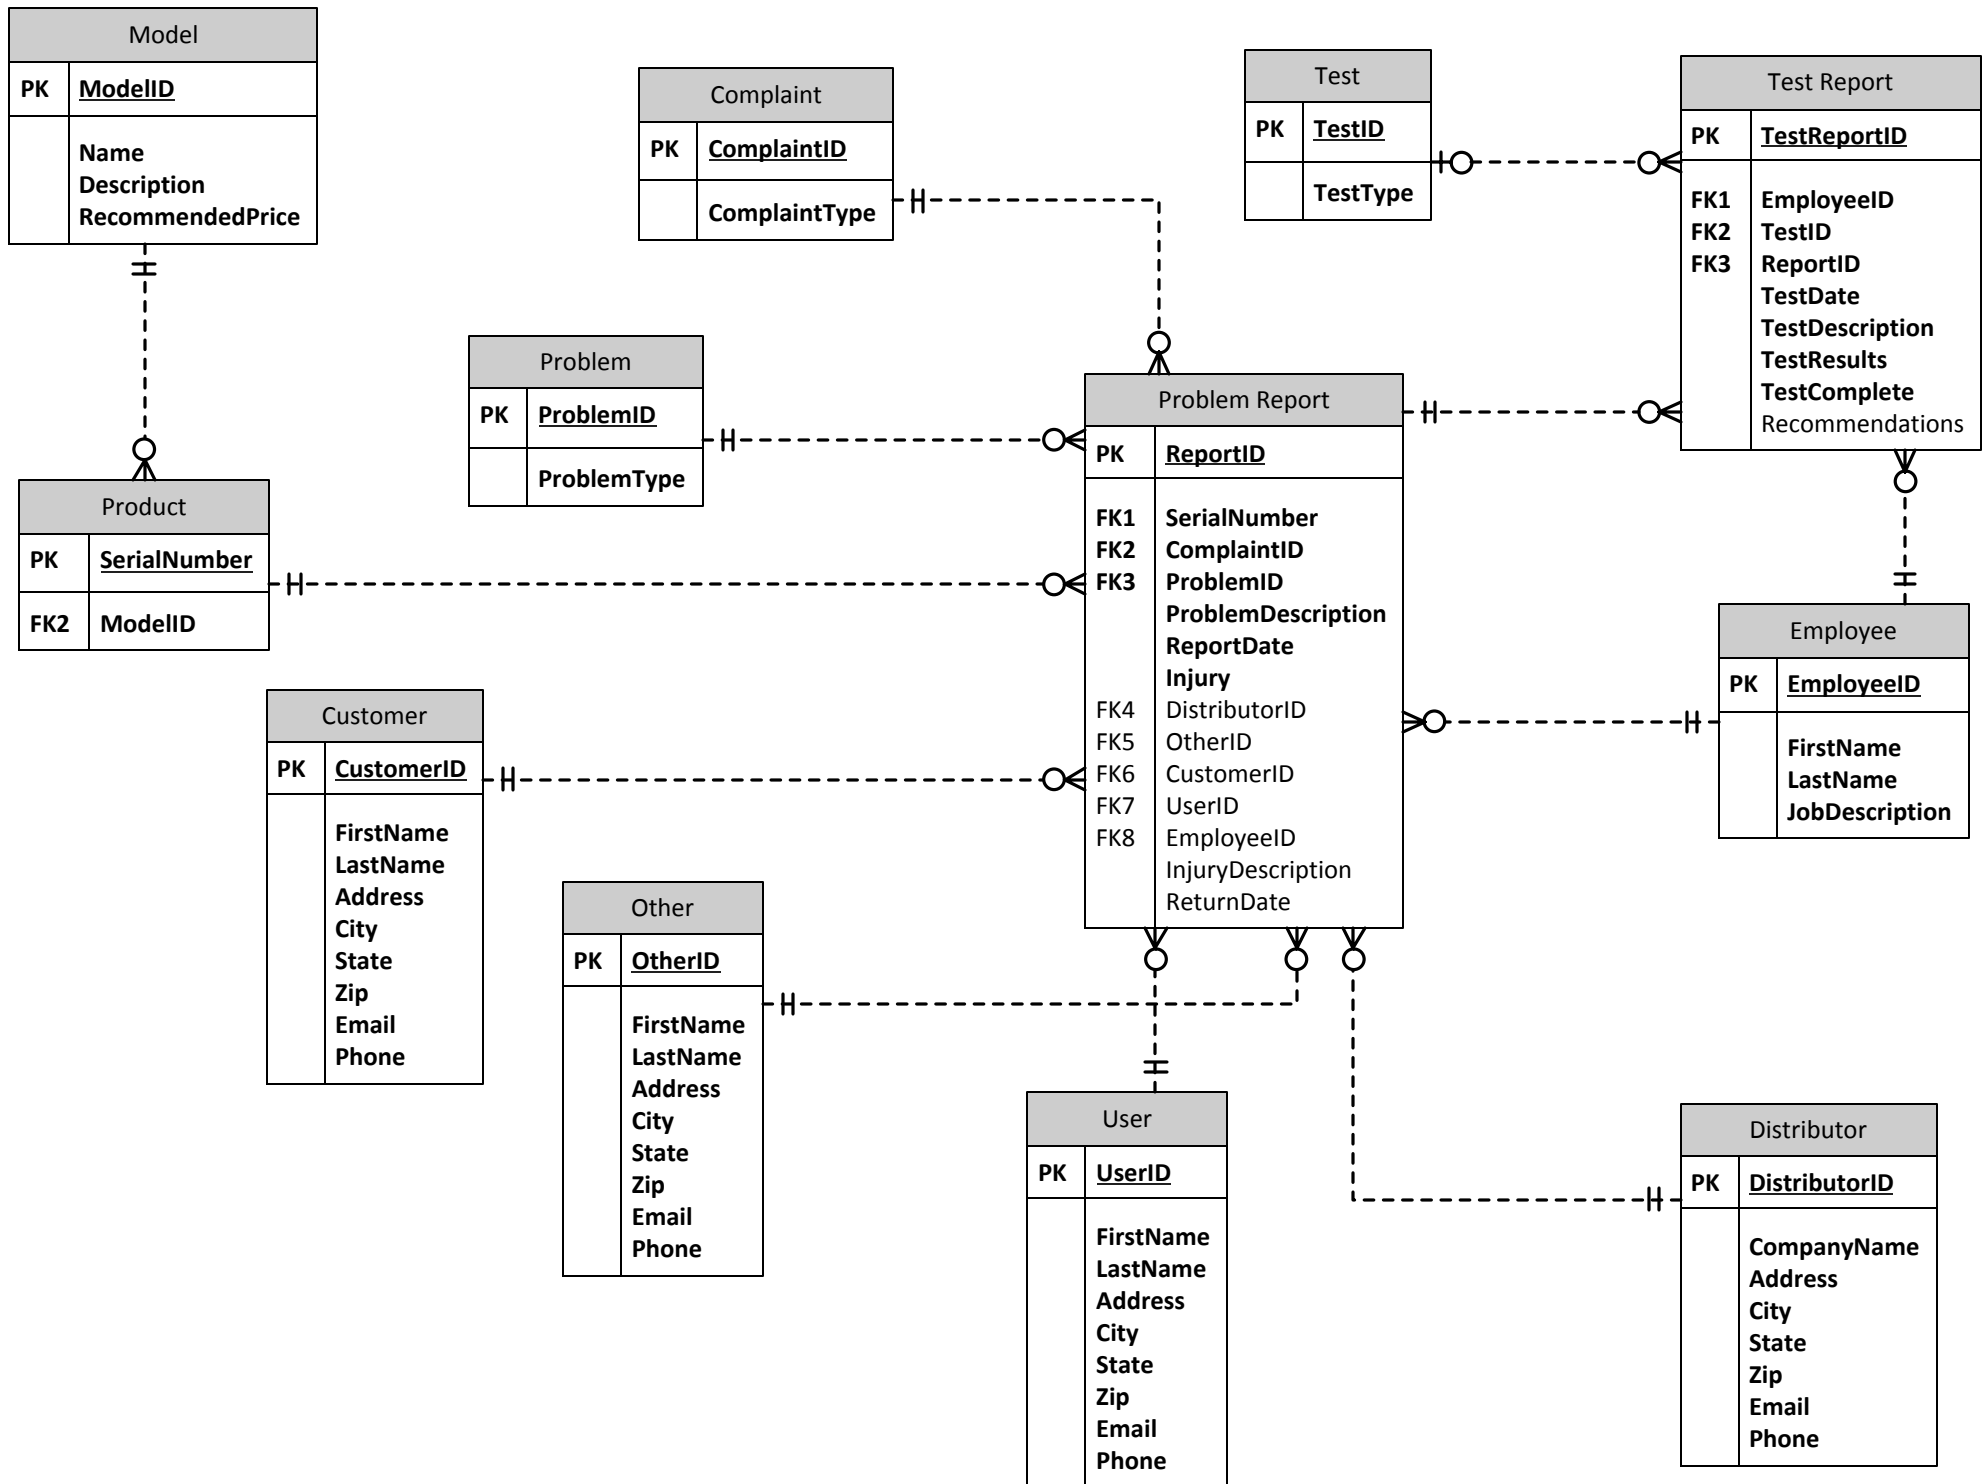 Model
PK ModelID
Name
Description
RecommendedPrice
Complaint
PK ComplaintID
ComplaintType
Test
PK TestID
TestType
Test Report
PK TestReportID
FK1 EmployeeID
FK2 TestID
FK3 ReportID
TestDate
TestDescription
TestResults
TestComplete
Recommendations
Problem
PK ProblemID
ProblemType
Problem Report
PK ReportID
FK1 SerialNumber
FK2 ComplaintID
FK3 ProblemID
ProblemDescription
ReportDate
Injury
FK4 DistributorID
FK5 OtherID
FK6 CustomerID
FK7 UserID
FK8 EmployeeID
InjuryDescription
ReturnDate
Product
PK SerialNumber
FK2 ModelID
Employee
PK EmployeeID
FirstName
LastName
JobDescription
Customer
PK CustomerID
FirstName
LastName
Address
City
State
Zip
Email
Phone
Other
PK OtherID
FirstName
LastName
Address
City
State
Zip
Email
Phone
User
PK UserID
FirstName
LastName
Address
City
State
Zip
Email
Phone
Distributor
PK DistributorID
CompanyName
Address
City
State
Zip
Email
Phone